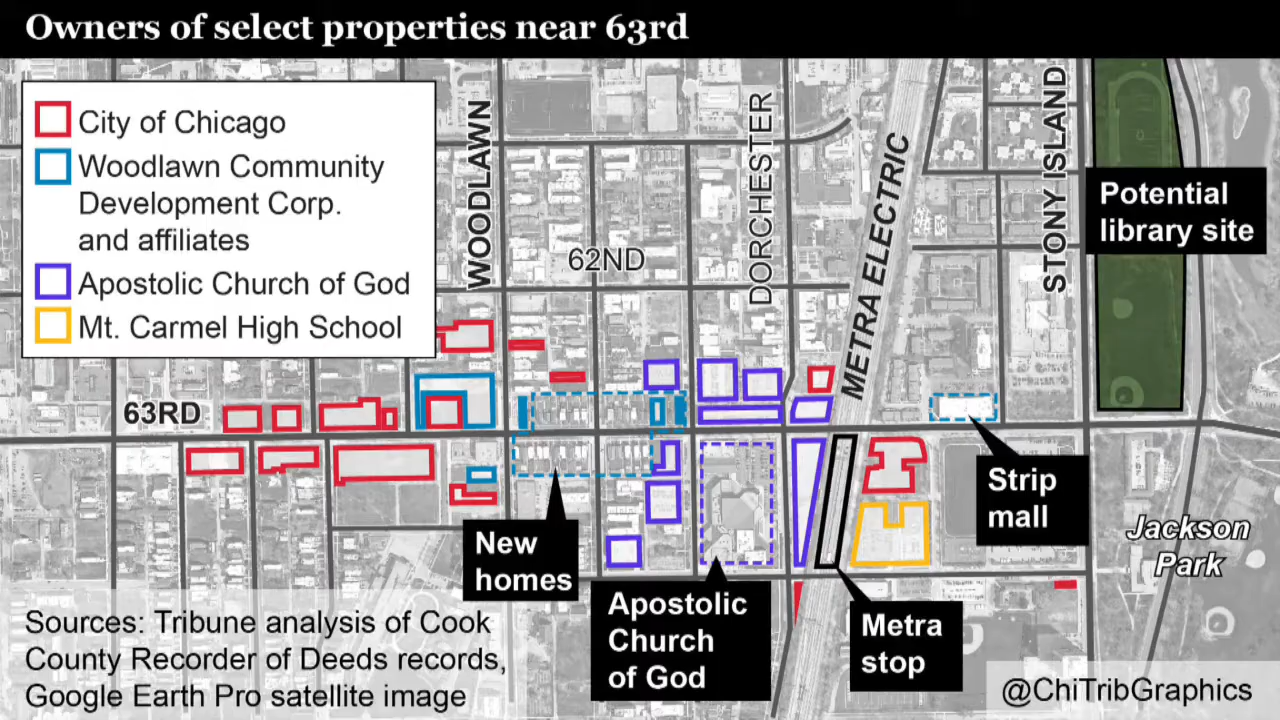 Owners of select properties near 63rd
City of Chicago
Woodlawn Community
Development Corp.
and affiliates
Apostolic Church of God
Mt. Carmel High School
WOODLAWN
62ND
DORCHESTER
METRA ELECTRIC
STONY ISLAND
Potential
library site
63RD
Strip
mall
New
homes
Apostolic
Church
of God
Metra
stop
Jackson
Park
Sources: Tribune analysis of Cook
County Recorder of Deeds records,
Google Earth Pro satellite image
@ChiTribGraphics